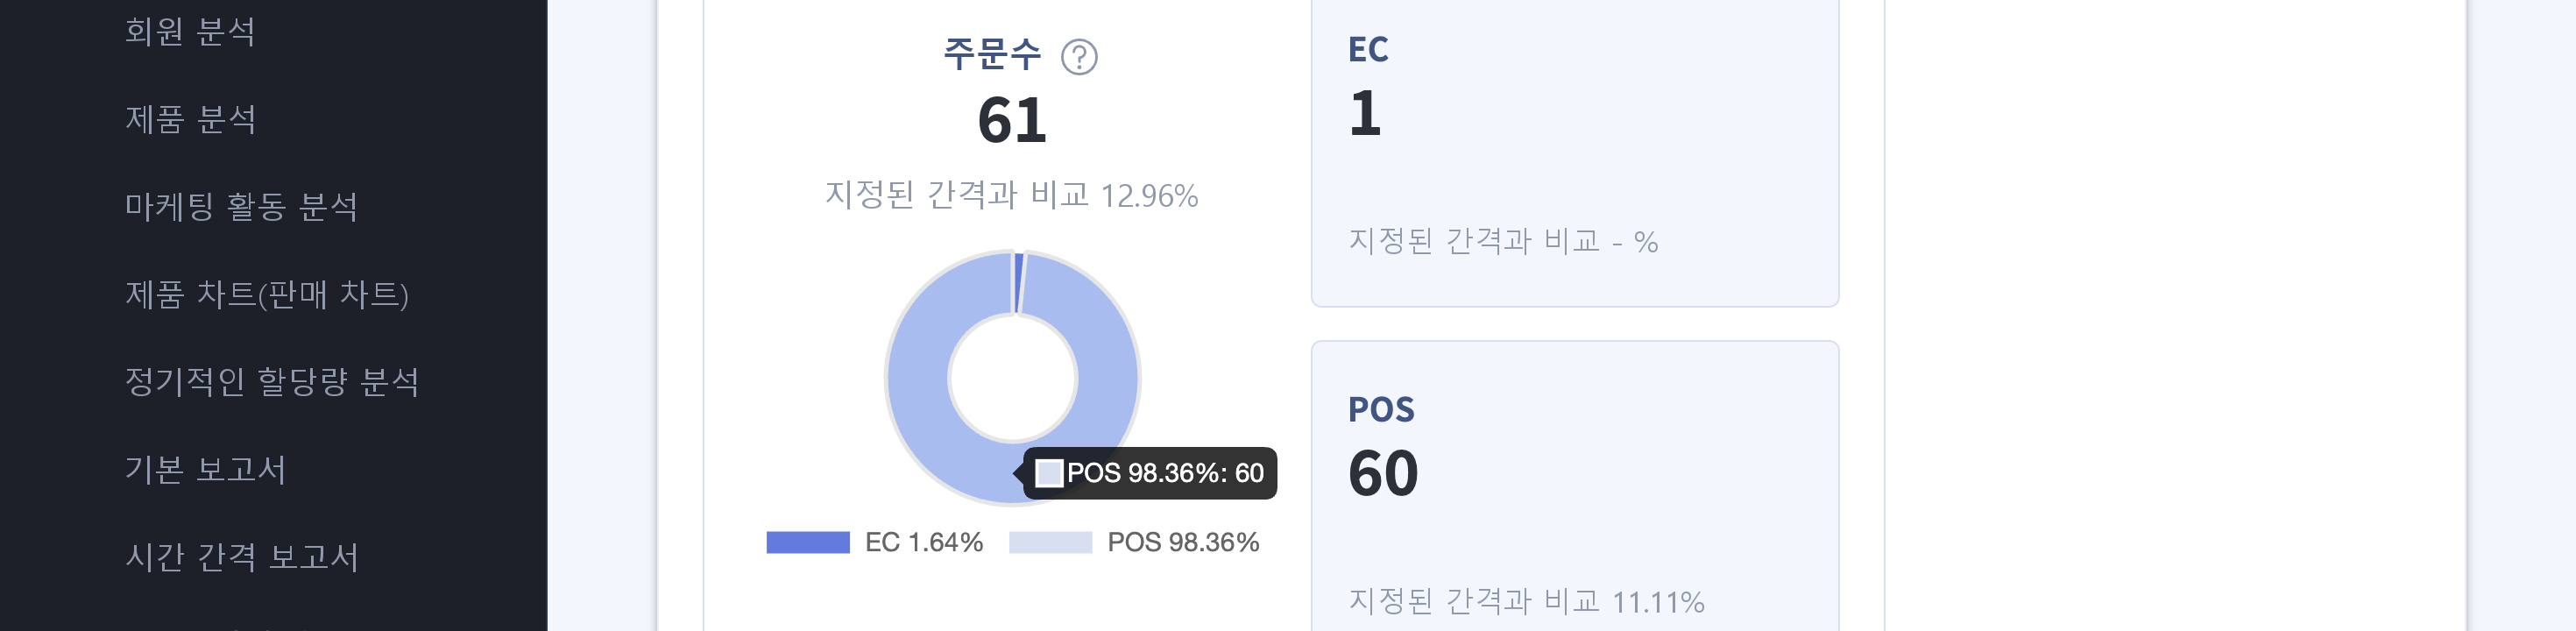 회원 분석
제품 분석
마케팅 활동 분석
제품 차트(판매 차트)
정기적인 할당량 분석
기본 보고서
시간 간격 보고서
주문수 ?
61
지정된 간격과 비교 12.96%
POS 98.36%: 60
EC 1.64% POS 98.36%
EC
1
지정된 간격과 비교 - %
POS
60
지정된 간격과 비교 11.11%